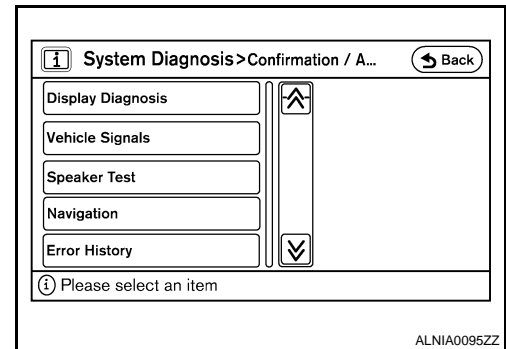 i System Diagnosis>Confirmation / A... Back
Display Diagnosis
Vehicle Signals
Speaker Test
Navigation
Error History
i Please select an item
ALNIA0095ZZ